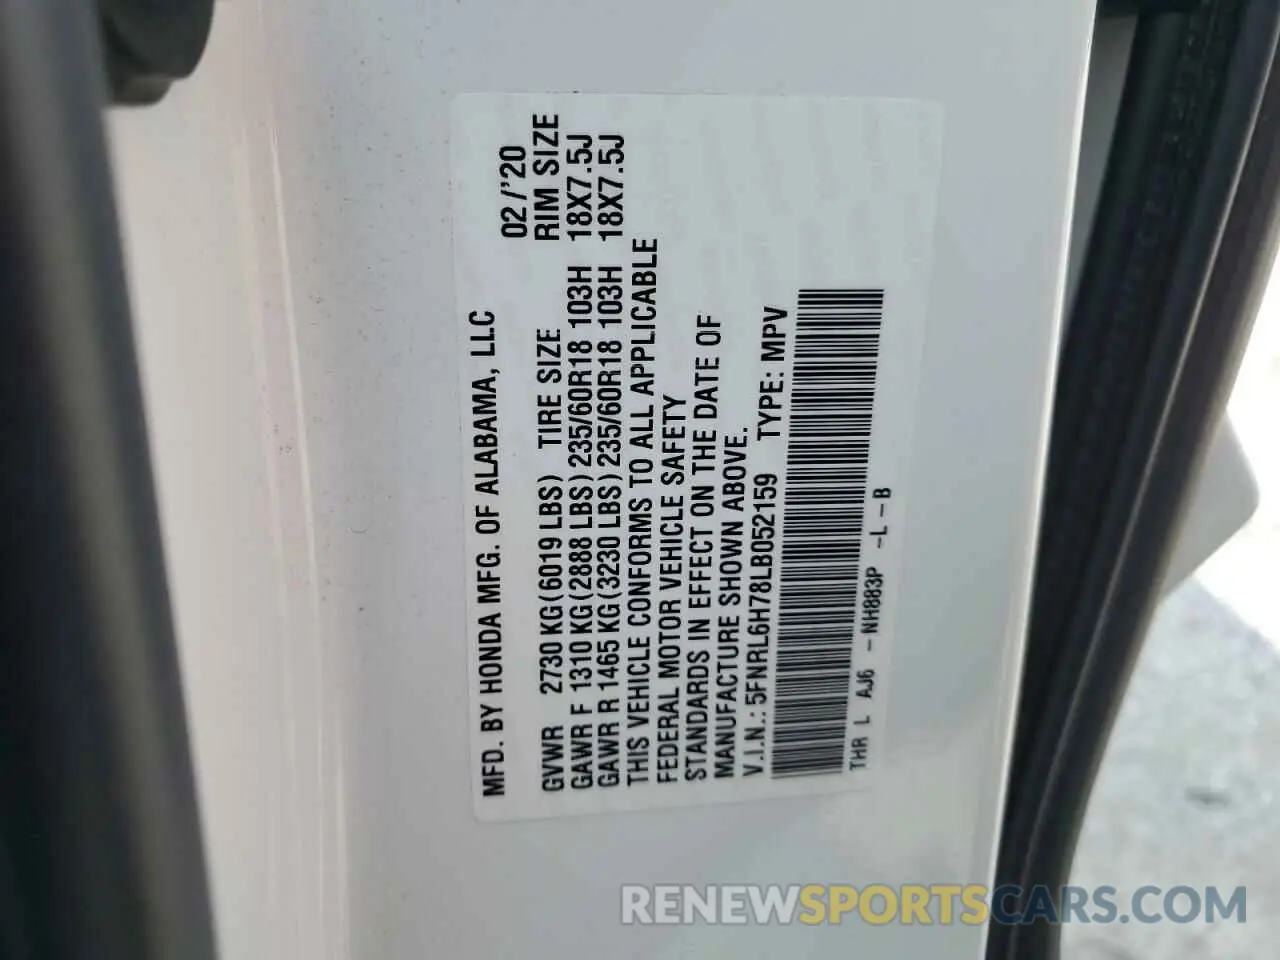 MFD. BY HONDA MFG. OF ALABAMA, LLC
02/'20
GVWR 2730 KG(6019 LBS) TIRE SIZE RIM SIZE
GAWR F 1310 KG(2888 LBS)235/60R18 103H 18X7.5J
GAWR R 1465 KG(3230 LBS)235/60R18 103H 18X7.5J
THIS VEHICLE CONFORMS TO ALL APPLICABLE
FEDERAL MOTOR VEHICLE SAFETY
STANDARDS IN EFFECT ON THE DATE OF
MANUFACTURE SHOWN ABOVE.
V.I.N.: 5FNRL6H78LB052159 TYPE: MPV
THR L AJ6 -NH883P -L-B
RENEWSPORTSCARS.COM